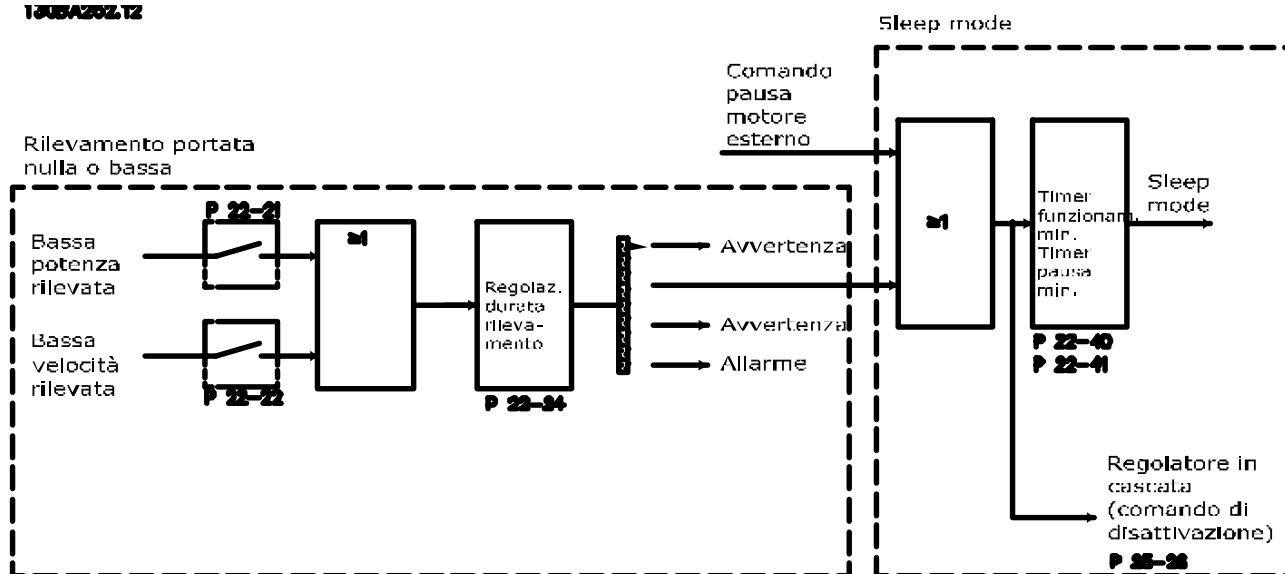 130BA252.12
Sleep mode
Comando
pausa
motore
esterno
Rilevamento portata
nulla o bassa
P 22-21
Bassa
potenza
rilevata
≥1
Regolaz.
durata
rileva-
mento
Avvertenza
Avvertenza
Allarme
Bassa
velocità
rilevata
P 22-22
P 22-24
≥1
Timer
funzionam.
min.
Timer
pausa
min.
Sleep
mode
P 22-40
P 22-41
Regolatore in
cascata
(comando di
disattivazione)
P 25-26